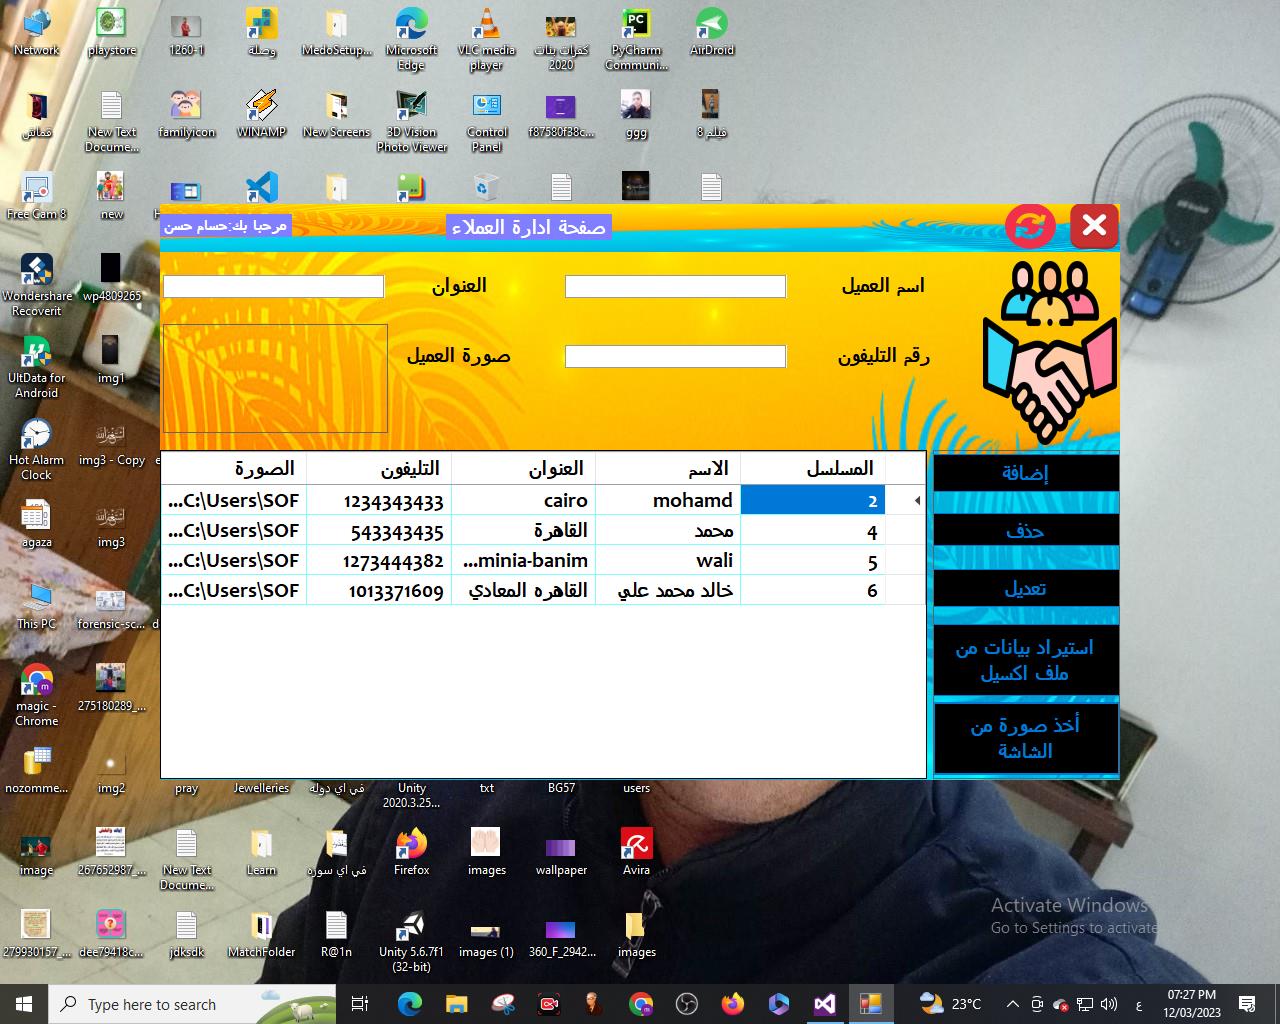 Network
playstore
1260-1
وصلة
MedoSetup...
Microsoft Edge
VLC media player
كفرات بنات 2020
PyCharm Communi...
AirDroid
قماش
New Text Docume...
familyicon
WINAMP
New Screens
3D Vision Photo Viewer
Control Panel
f87580f38c...
ggg
فيلم 8
Free Cam 8
new
مرحبا بك:حسام حسن
صفحة ادارة العملاء
اسم العميل
العنوان
رقم التليفون
صورة العميل
المسلسل
الاسم
العنوان
التليفون
الصورة
2
mohamd
cairo
1234343433
C:\Users\SOF...
4
محمد
القاهرة
543343435
C:\Users\SOF...
5
wali
minia-banim...
1273444382
C:\Users\SOF...
6
خالد محمد علي
القاهره المعادي
1013371609
C:\Users\SOF...
إضافة
حذف
تعديل
استيراد بيانات من
ملف اكسيل
أخذ صورة من
الشاشة
Wondershare Recoverit
wp4809265
UltData for Android
img1
Hot Alarm Clock
img3 - Copy
agaza
img3
This PC
forensic-sc...
magic - Chrome
275180289_...
nozomme...
img2
pray
Jewelleries
في اي دوله
Unity 2020.3.25...
txt
BG57
users
image
267652987_...
New Text Docume...
Learn
في اي سوره
Firefox
images
wallpaper
Avira
279930157_...
dee79418c...
jdksdk
MatchFolder
R@1n
Unity 5.6.7f1 (32-bit)
images (1)
360_F_2942...
images
Activate Windows
Go to Settings to activate
Type here to search
23°C
ع
07:27 PM
12/03/2023